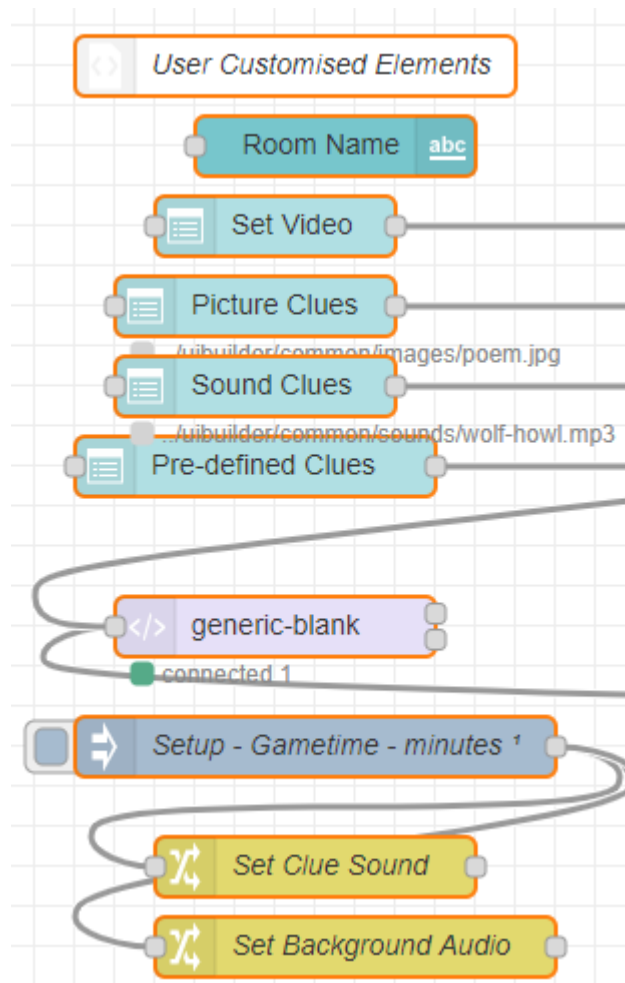 User Customised Elements
Room Name abc
Set Video
Picture Clues
../uibuilder/common/images/poem.jpg
Sound Clues
../uibuilder/common/sounds/wolf-howl.mp3
Pre-defined Clues
</> generic-blank
connected 1
Setup - Gametime - minutes ¹
Set Clue Sound
Set Background Audio